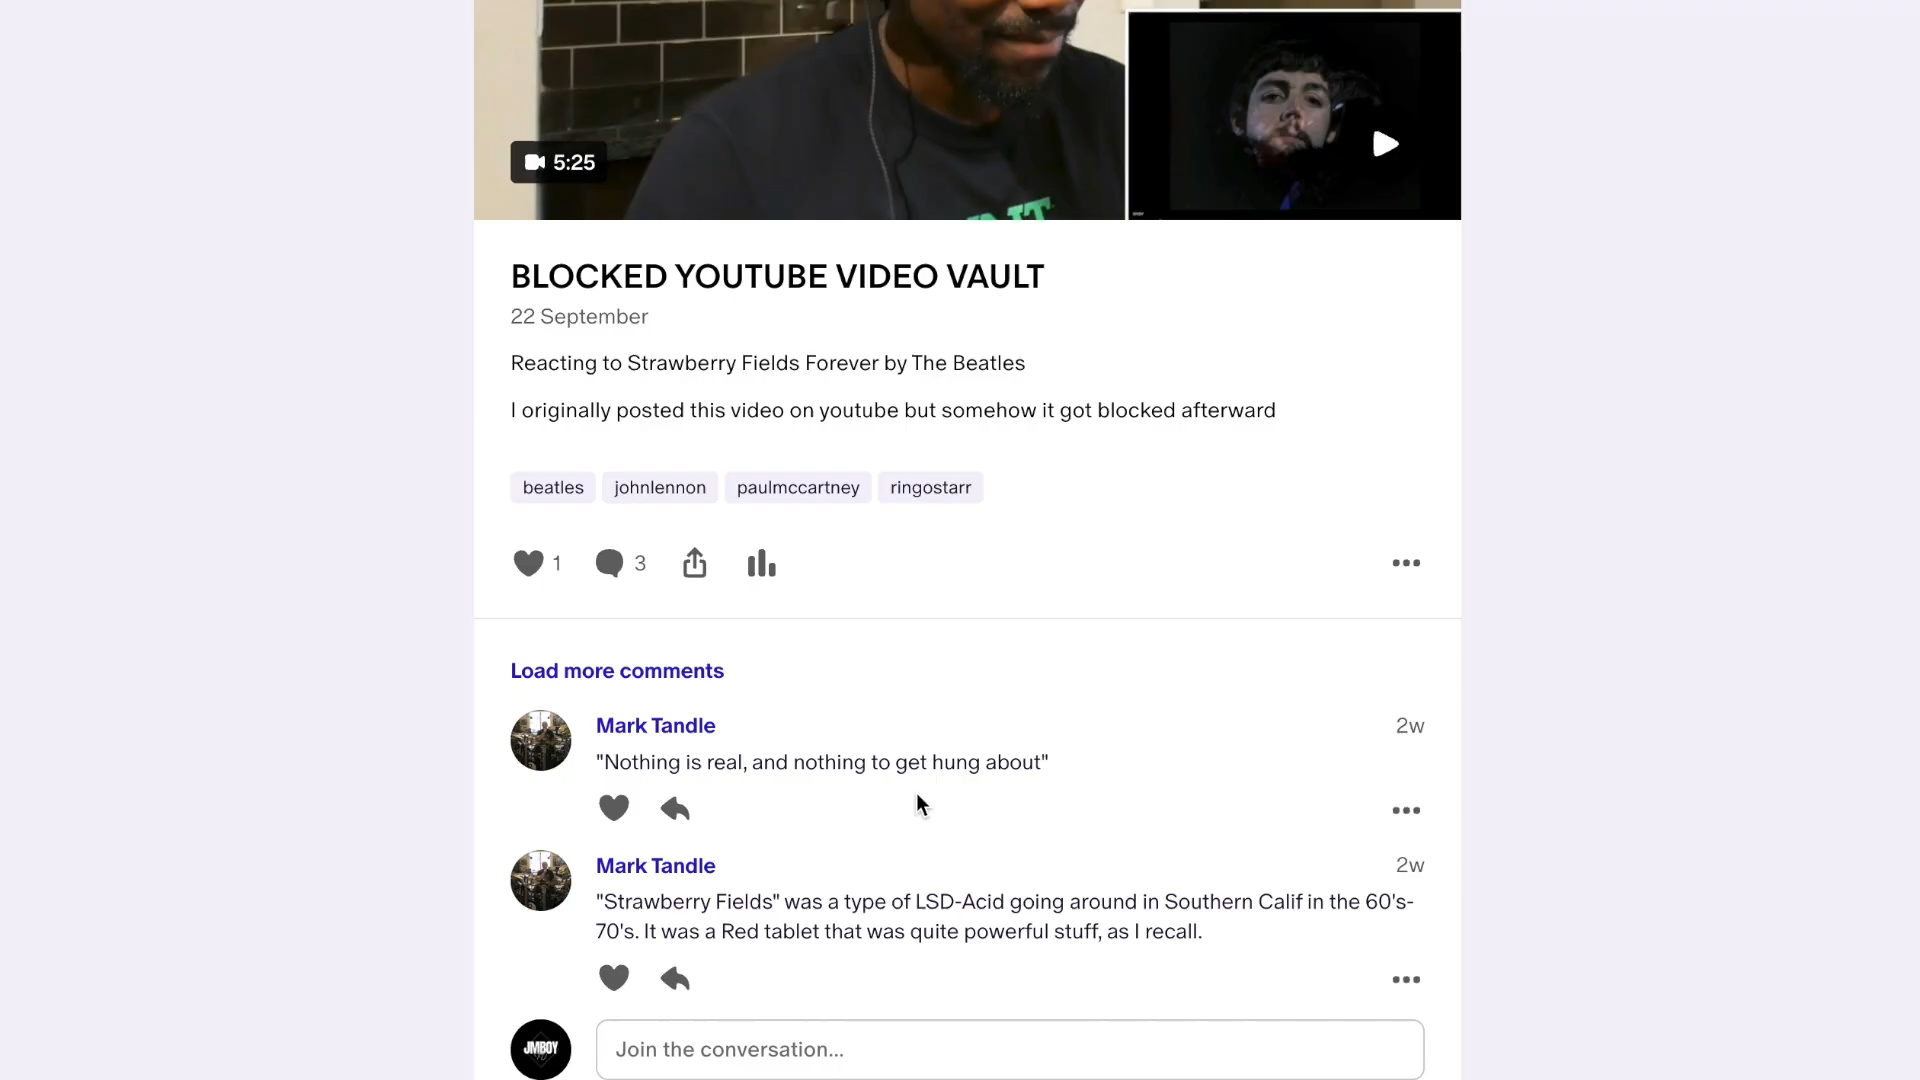 5:25
BLOCKED YOUTUBE VIDEO VAULT
22 September
Reacting to Strawberry Fields Forever by The Beatles
I originally posted this video on youtube but somehow it got blocked afterward
beatles johnlennon paulmccartney ringostarr
1 3
Load more comments
Mark Tandle 2w
"Nothing is real, and nothing to get hung about"
Mark Tandle 2w
"Strawberry Fields" was a type of LSD-Acid going around in Southern Calif in the 60's-
70's. It was a Red tablet that was quite powerful stuff, as I recall.
JMBOY
Join the conversation...